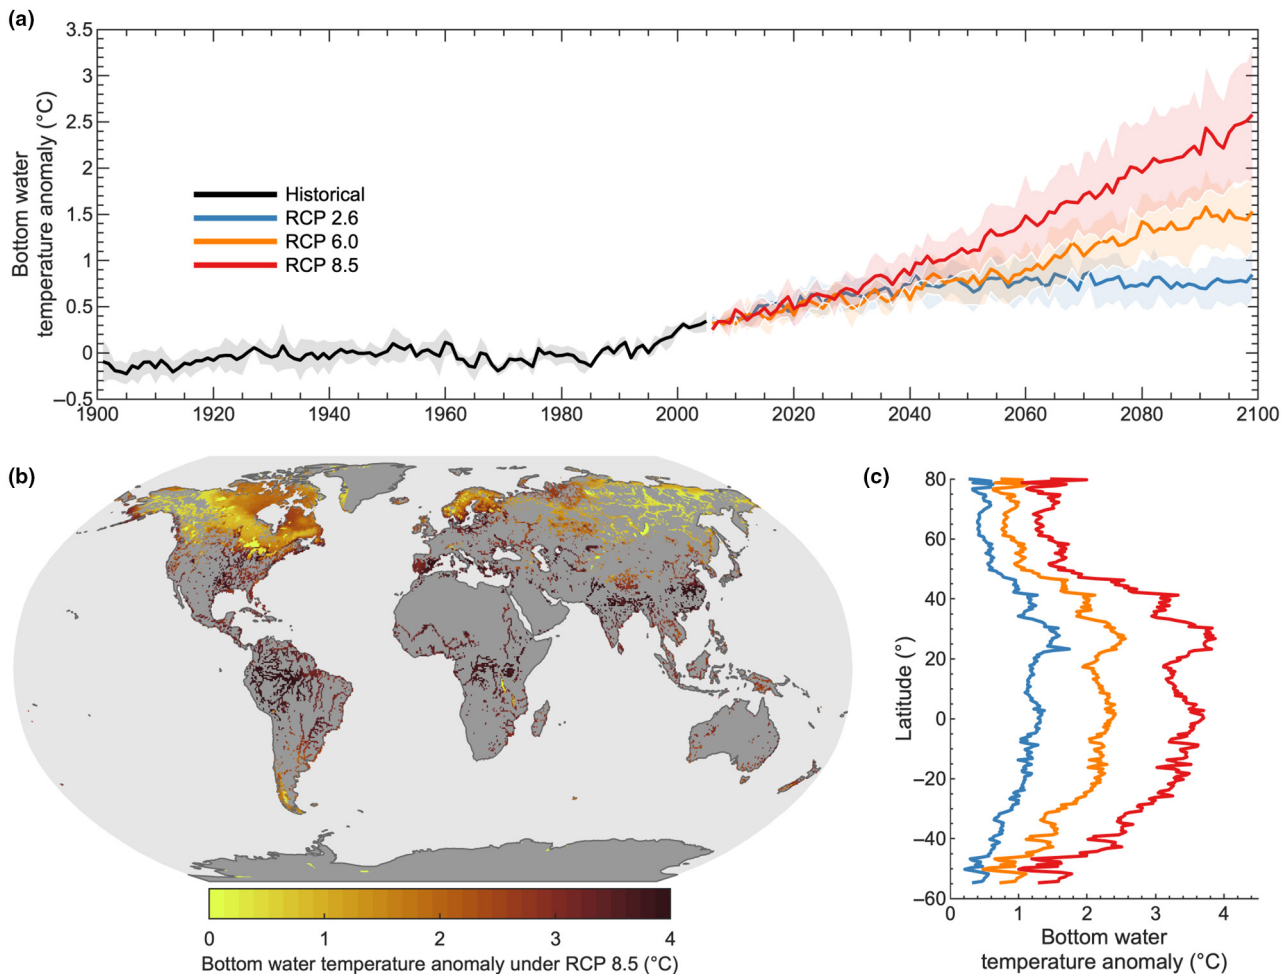 (a)
Bottom water
temperature anomaly (°C)
3.5
3
2.5
2
1.5
1
0.5
0
–0.5
Historical
RCP 2.6
RCP 6.0
RCP 8.5
1900
1920
1940
1960
1980
2000
2020
2040
2060
2080
2100
(b)
0
1
2
3
4
Bottom water temperature anomaly under RCP 8.5 (°C)
(c)
Latitude (°)
80
60
40
20
0
–20
–40
–60
0
1
2
3
4
Bottom water
temperature anomaly (°C)